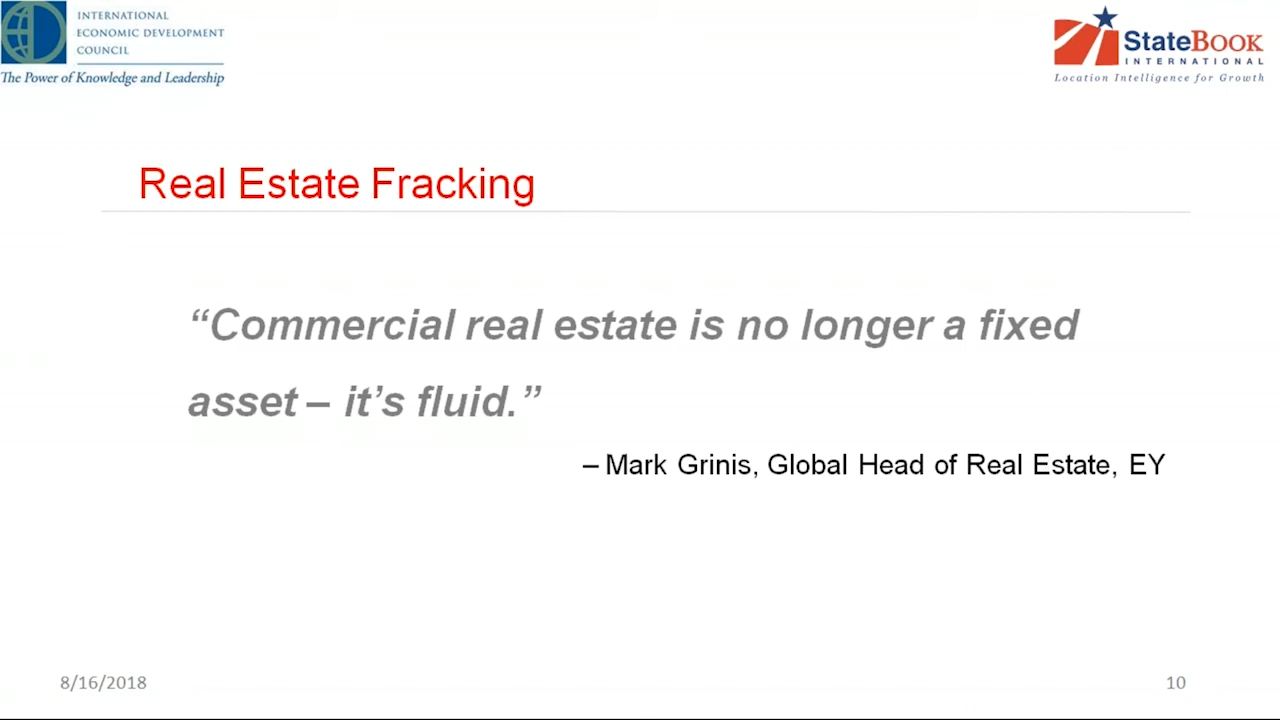 INTERNATIONAL
ECONOMIC DEVELOPMENT
COUNCIL
The Power of Knowledge and Leadership
StateBook
INTERNATIONAL
Location Intelligence for Growth
Real Estate Fracking
“Commercial real estate is no longer a fixed
asset – it’s fluid.”
– Mark Grinis, Global Head of Real Estate, EY
8/16/2018
10